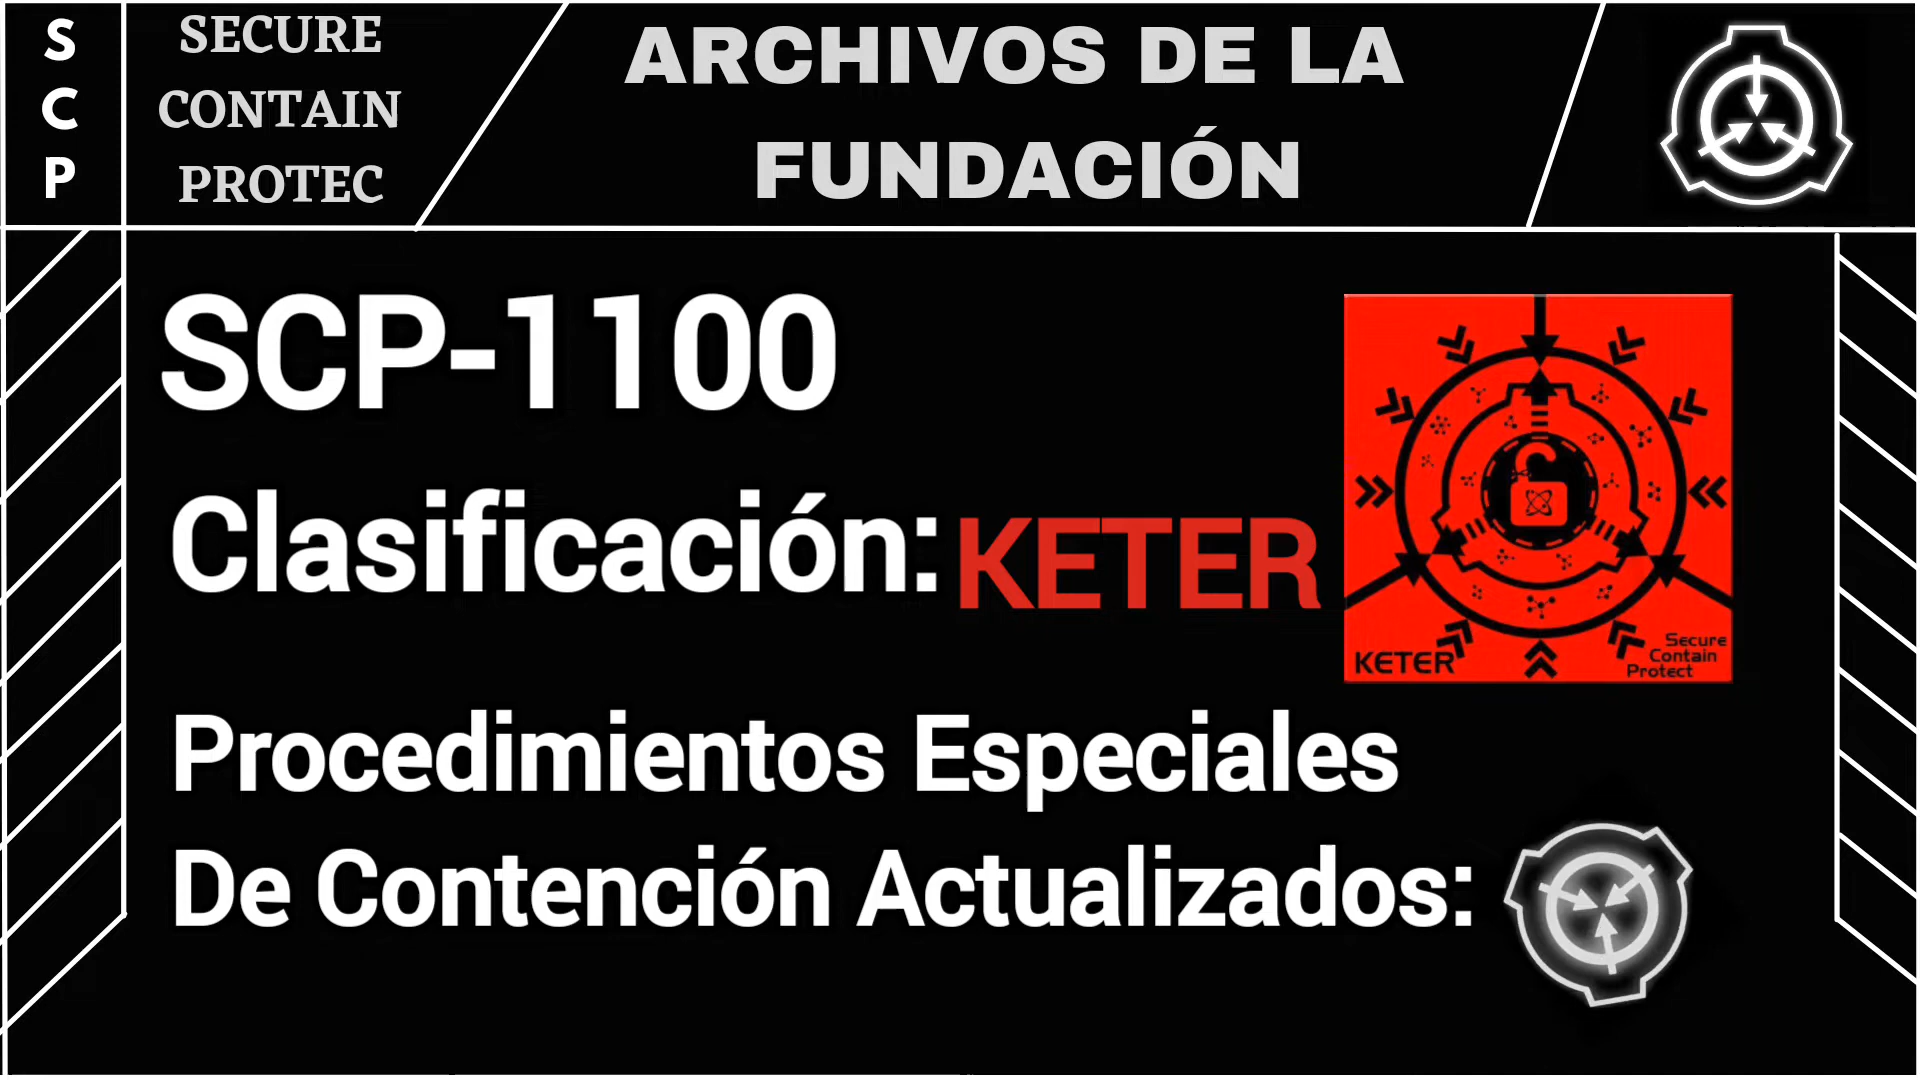 S
C
P
SECURE
CONTAIN
PROTEC
ARCHIVOS DE LA
FUNDACIÓN
SCP-1100
Clasificación: KETER
KETER
Secure
Contain
Protect
Procedimientos Especiales
De Contención Actualizados: